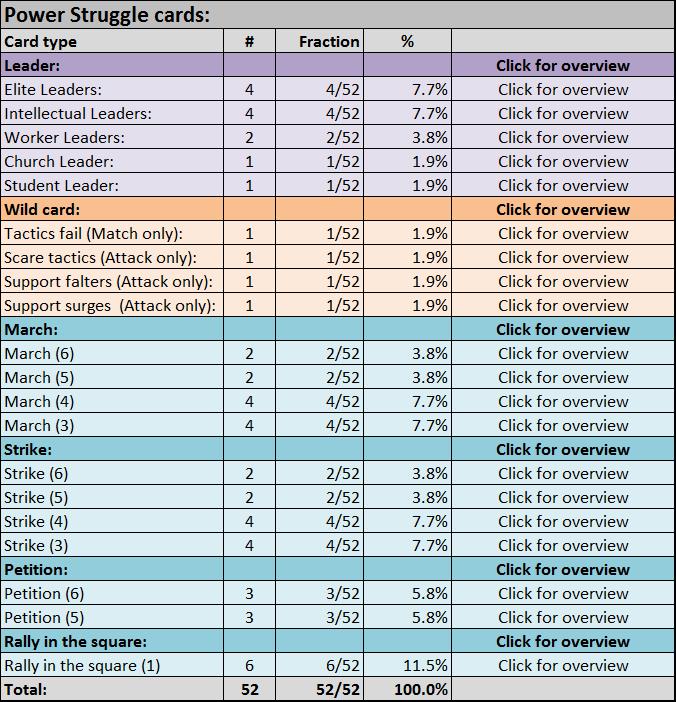 Power Struggle cards:
Card type # Fraction %
Leader: Click for overview
Elite Leaders: 4 4/52 7.7% Click for overview
Intellectual Leaders: 4 4/52 7.7% Click for overview
Worker Leaders: 2 2/52 3.8% Click for overview
Church Leader: 1 1/52 1.9% Click for overview
Student Leader: 1 1/52 1.9% Click for overview
Wild card: Click for overview
Tactics fail (Match only): 1 1/52 1.9% Click for overview
Scare tactics (Attack only): 1 1/52 1.9% Click for overview
Support falters (Attack only): 1 1/52 1.9% Click for overview
Support surges (Attack only): 1 1/52 1.9% Click for overview
March: Click for overview
March (6) 2 2/52 3.8% Click for overview
March (5) 2 2/52 3.8% Click for overview
March (4) 4 4/52 7.7% Click for overview
March (3) 4 4/52 7.7% Click for overview
Strike: Click for overview
Strike (6) 2 2/52 3.8% Click for overview
Strike (5) 2 2/52 3.8% Click for overview
Strike (4) 4 4/52 7.7% Click for overview
Strike (3) 4 4/52 7.7% Click for overview
Petition: Click for overview
Petition (6) 3 3/52 5.8% Click for overview
Petition (5) 3 3/52 5.8% Click for overview
Rally in the square: Click for overview
Rally in the square (1) 6 6/52 11.5% Click for overview
Total: 52 52/52 100.0%